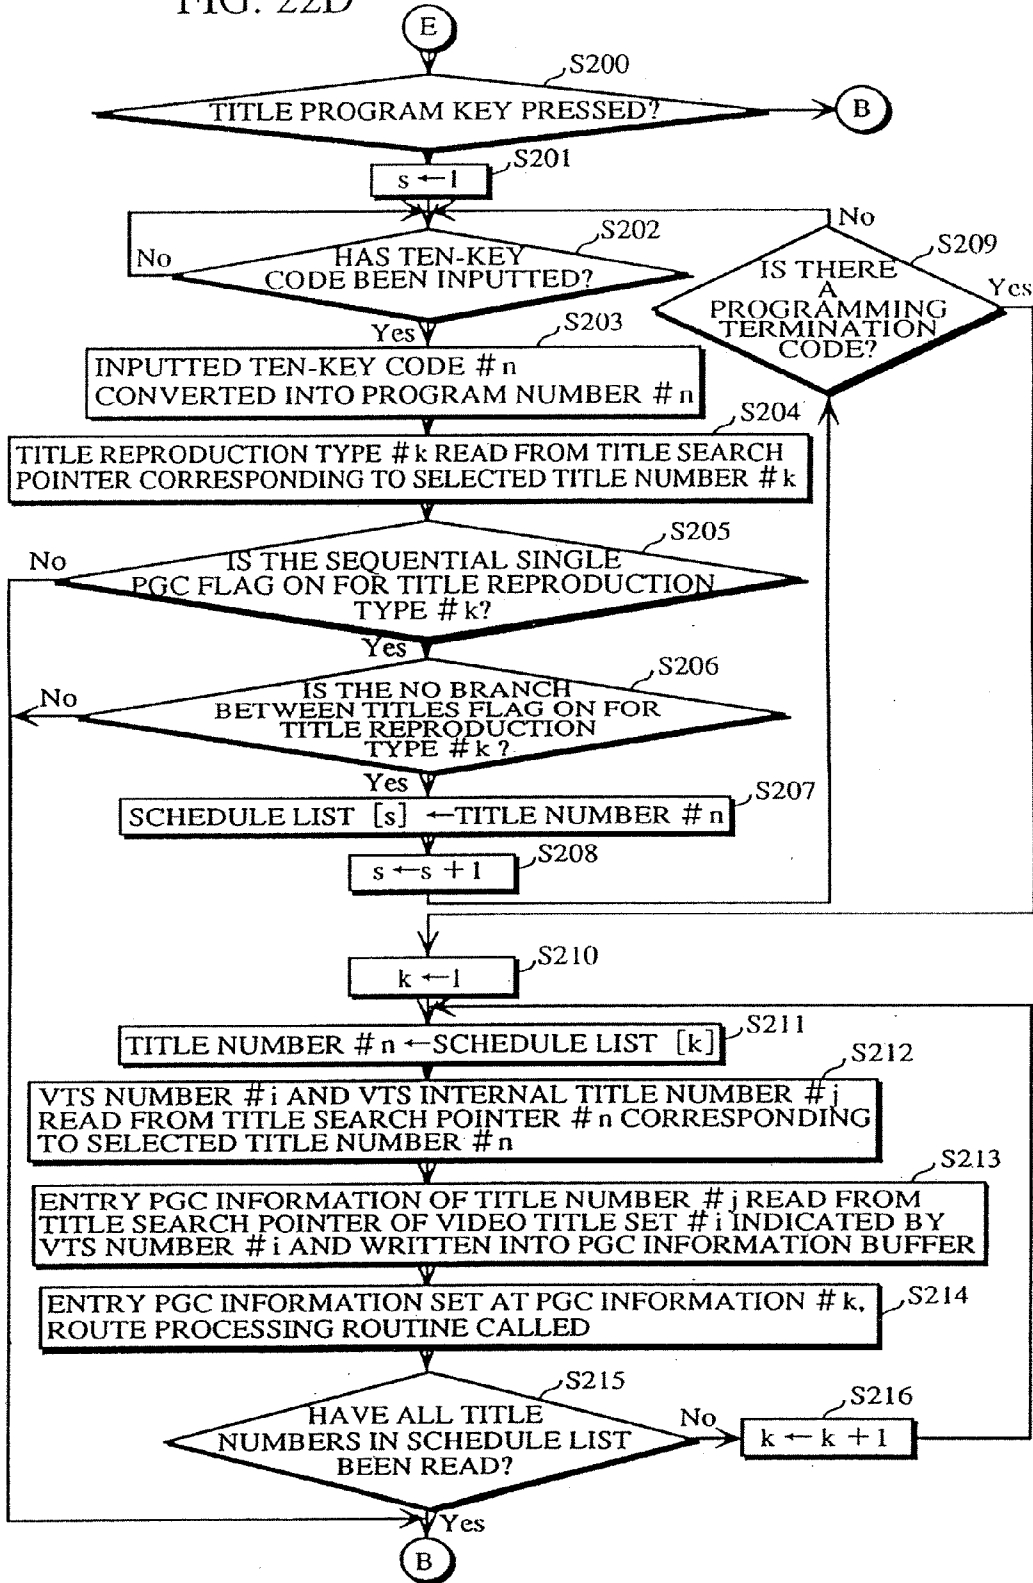 FIG. 22D
E
S200
TITLE PROGRAM KEY PRESSED?
B
S201
s ← 1
No
S202
HAS TEN-KEY
CODE BEEN INPUTTED?
No
S209
IS THERE
A
PROGRAMMING
TERMINATION
CODE?
Yes
Yes
S203
INPUTTED TEN-KEY CODE #n
CONVERTED INTO PROGRAM NUMBER #n
S204
TITLE REPRODUCTION TYPE #k READ FROM TITLE SEARCH
POINTER CORRESPONDING TO SELECTED TITLE NUMBER #k
S205
No
IS THE SEQUENTIAL SINGLE
PGC FLAG ON FOR TITLE REPRODUCTION
TYPE #k?
Yes
S206
No
IS THE NO BRANCH
BETWEEN TITLES FLAG ON FOR
TITLE REPRODUCTION
TYPE #k ?
Yes
S207
SCHEDULE LIST [s] ←TITLE NUMBER #n
S208
s ←s + 1
S210
k ←1
S211
TITLE NUMBER #n ←SCHEDULE LIST [k]
S212
VTS NUMBER #i AND VTS INTERNAL TITLE NUMBER #j
READ FROM TITLE SEARCH POINTER #n CORRESPONDING
TO SELECTED TITLE NUMBER #n
S213
ENTRY PGC INFORMATION OF TITLE NUMBER #j READ FROM
TITLE SEARCH POINTER OF VIDEO TITLE SET #i INDICATED BY
VTS NUMBER #i AND WRITTEN INTO PGC INFORMATION BUFFER
S214
ENTRY PGC INFORMATION SET AT PGC INFORMATION #k,
ROUTE PROCESSING ROUTINE CALLED
S215
HAVE ALL TITLE
NUMBERS IN SCHEDULE LIST
BEEN READ?
No
S216
k ← k + 1
Yes
B